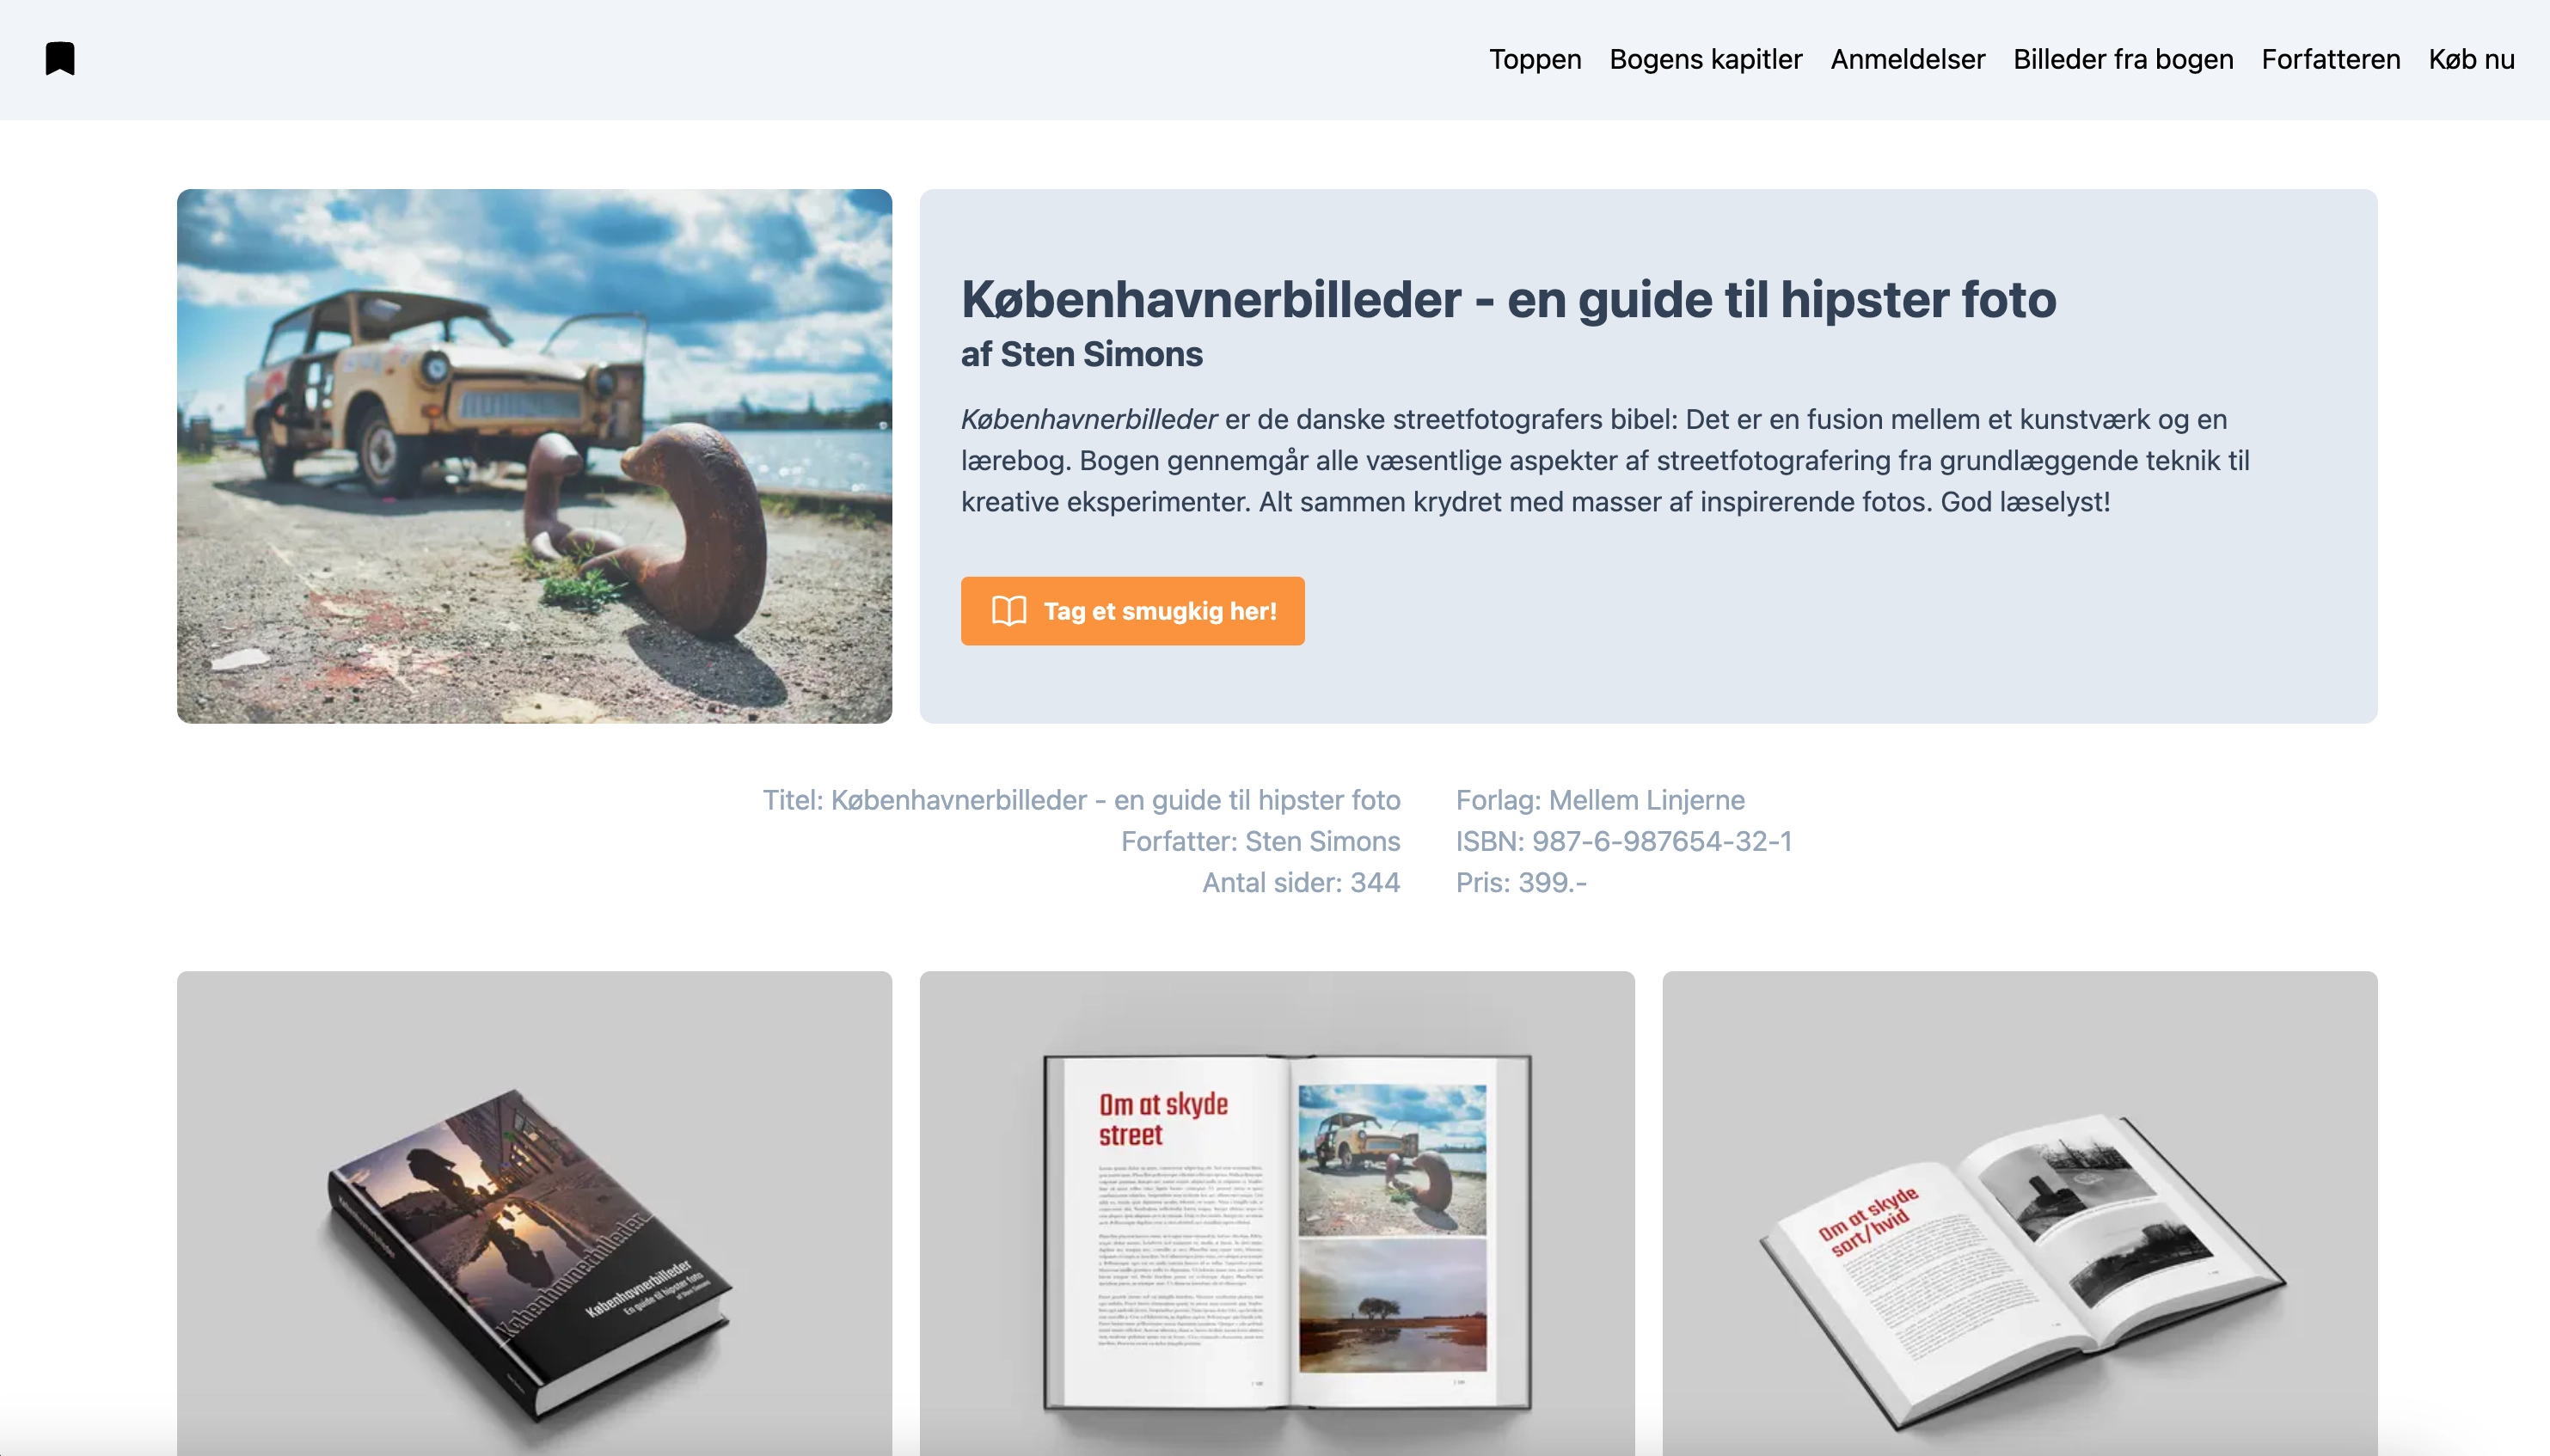 Toppen Bogens kapitler Anmeldelser Billeder fra bogen Forfatteren Køb nu
Københavnerbilleder - en guide til hipster foto
af Sten Simons
Københavnerbilleder er de danske streetfotografers bibel: Det er en fusion mellem et kunstværk og en
lærebog. Bogen gennemgår alle væsentlige aspekter af streetfotografering fra grundlæggende teknik til
kreative eksperimenter. Alt sammen krydret med masser af inspirerende fotos. God læselyst!
Tag et smugkig her!
Titel: Københavnerbilleder - en guide til hipster foto
Forfatter: Sten Simons
Antal sider: 344
Forlag: Mellem Linjerne
ISBN: 987-6-987654-32-1
Pris: 399.-
Københavnerbilleder
Københavnerbilleder
Københavnerbilleder
En guide til hipster foto
af Sten Simons
Om at skyde
street
Om at skyde
sort/hvid